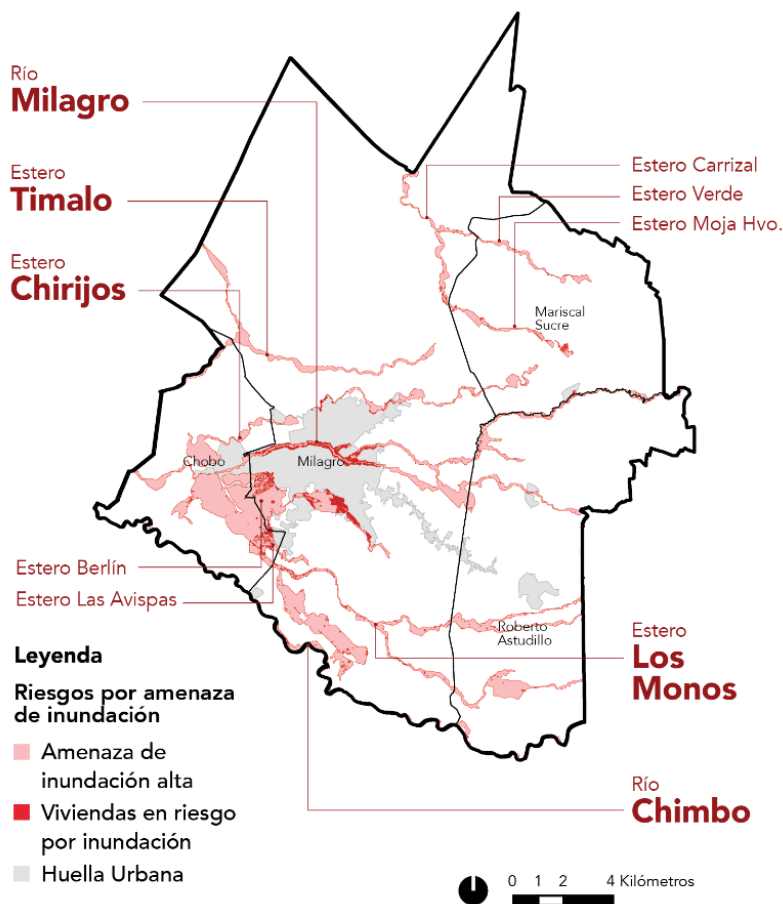 Río
Milagro
Estero
Timalo
Estero
Chirijos
Estero Carrizal
Estero Verde
Estero Moja Hvo.
Mariscal
Sucre
Chobo
Milagro
Estero Berlín
Estero Las Avispas
Roberto
Astudillo
Estero
Los
Monos
Río
Chimbo
Leyenda
Riesgos por amenaza
de inundación
Amenaza de
inundación alta
Viviendas en riesgo
por inundación
Huella Urbana
0 1 2 4 Kilómetros